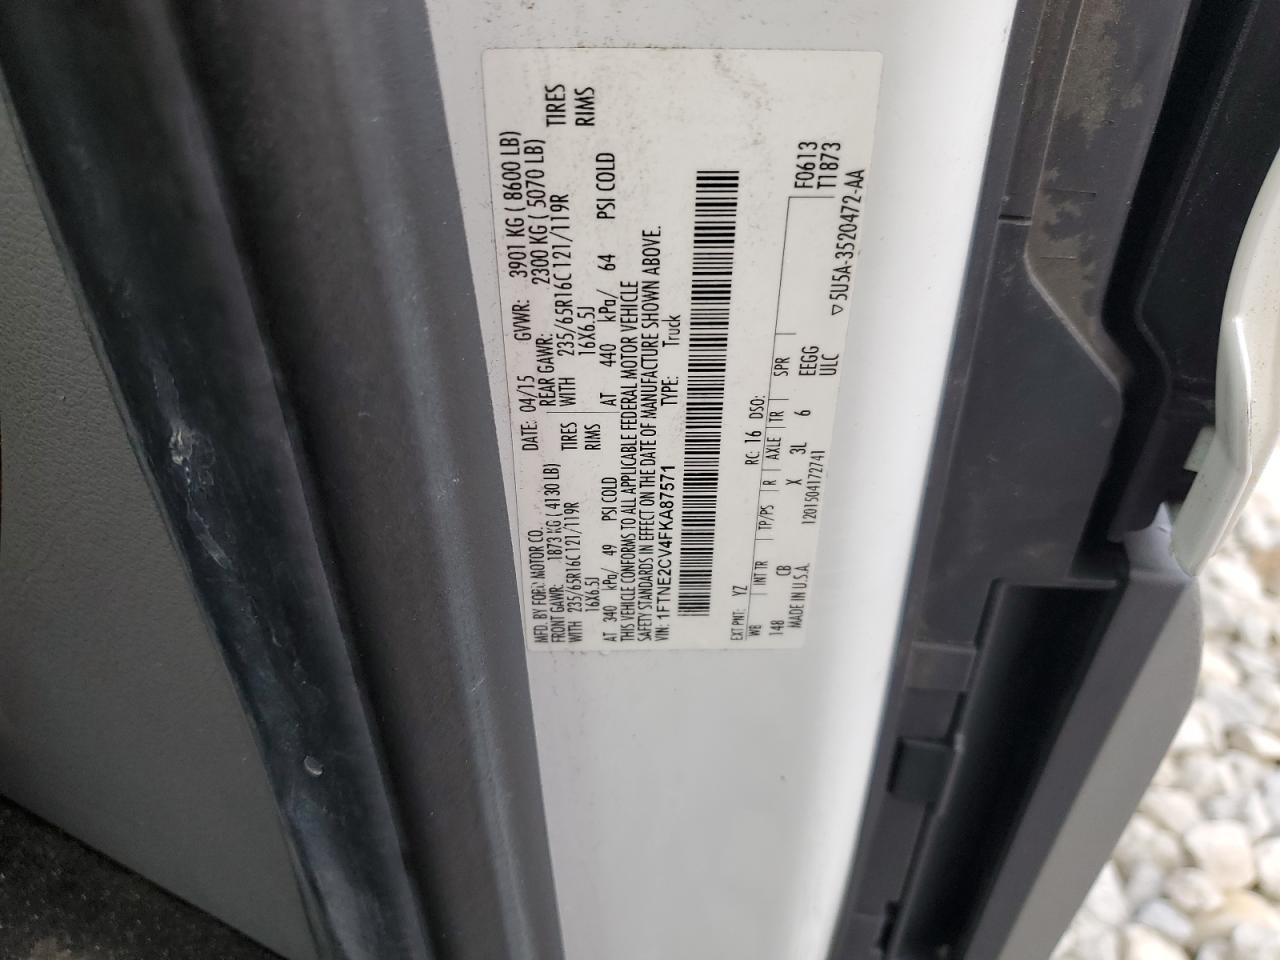 MFD. BY FORD MOTOR CO. DATE: 04/15 GVWR: 3901 KG ( 8600 LB)
FRONT GAWR: 1873 KG ( 4130 LB) REAR GAWR: 2300 KG ( 5070 LB)
WITH 235/65R16C 121/119R TIRES WITH 235/65R16C 121/119R TIRES
16X6.5J RIMS 16X6.5J RIMS
AT 340 kPa/ 49 PSI COLD AT 440 kPa/ 64 PSI COLD
THIS VEHICLE CONFORMS TO ALL APPLICABLE FEDERAL MOTOR VEHICLE
SAFETY STANDARDS IN EFFECT ON THE DATE OF MANUFACTURE SHOWN ABOVE.
VIN: 1FTNE2CV4FKA87571 TYPE: Truck
EXT PNT: YZ RC: 16 DSO: F0613
WB INT TR TP/PS R AXLE TR SPR T1873
148 CB X 3L 6 EEGG
MADE IN U.S.A. 1201504172741 ULC ▽5U5A-3520472-AA